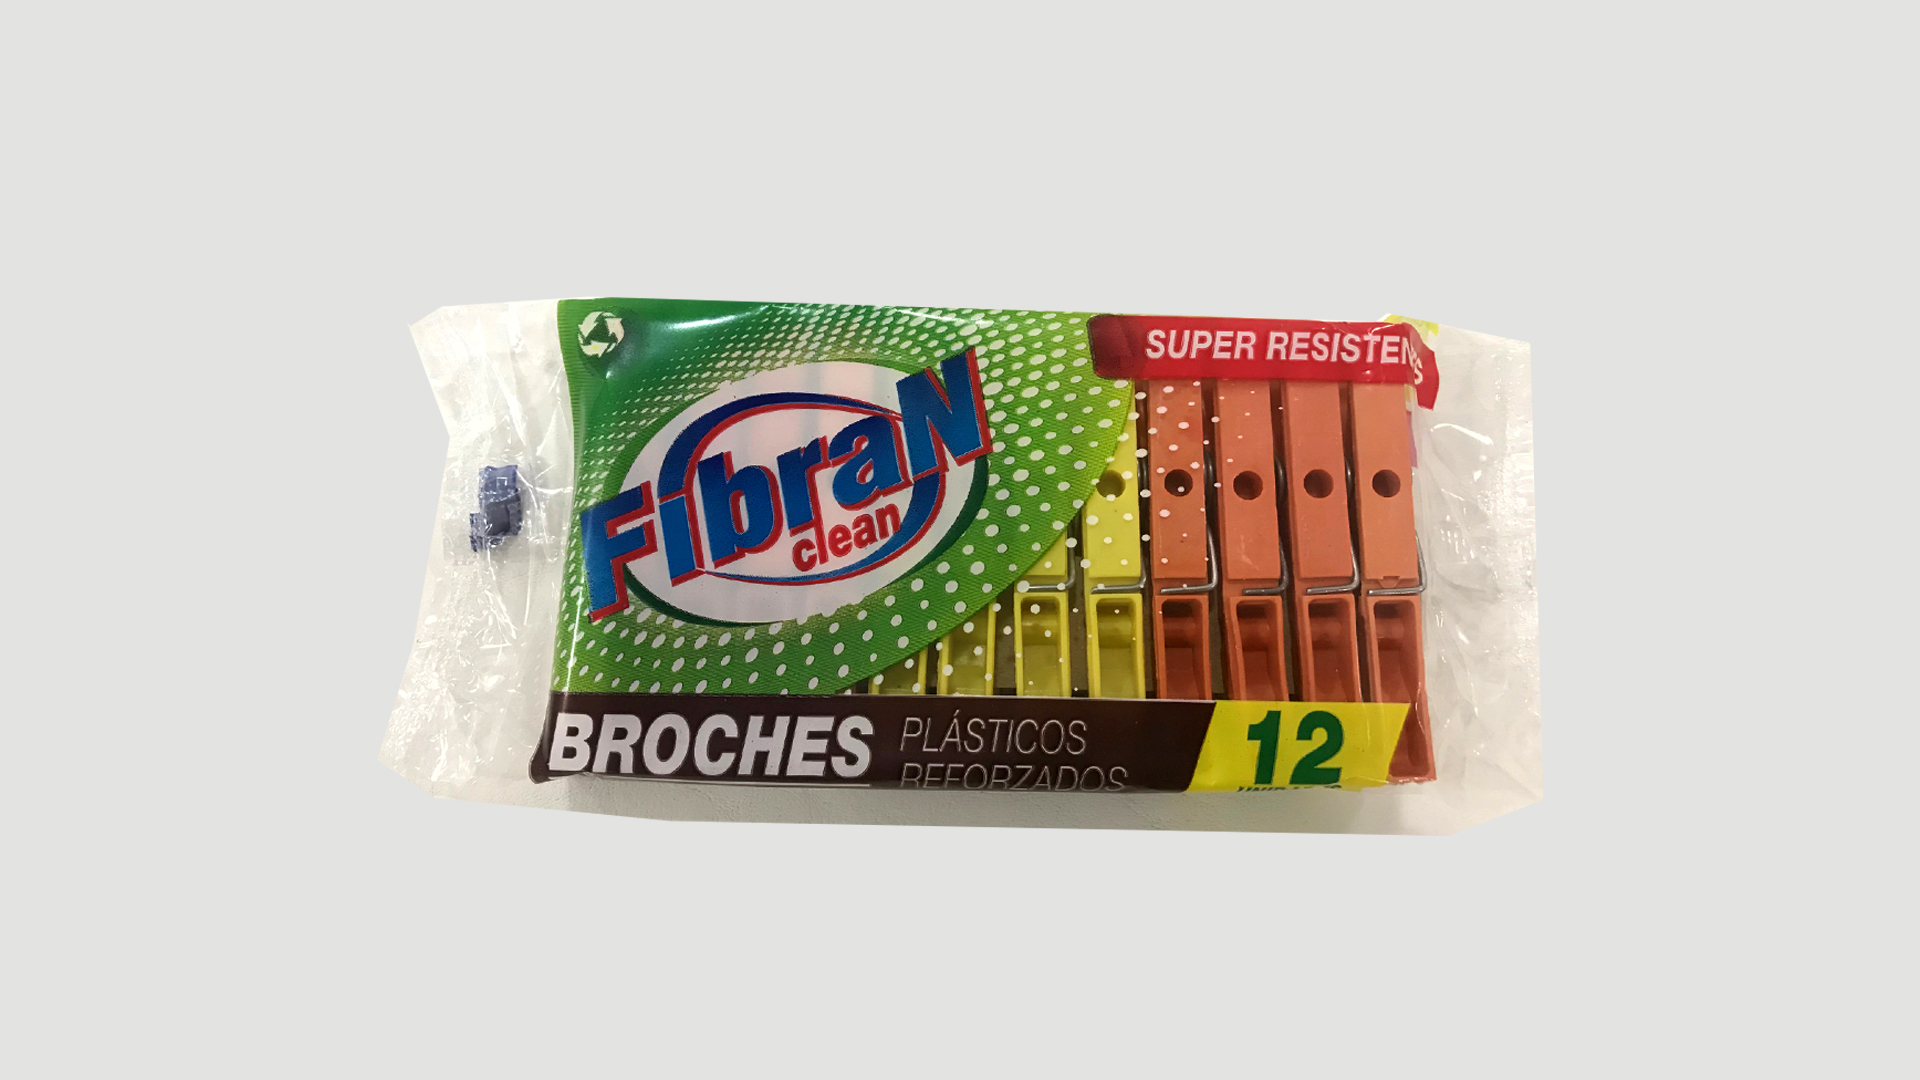 SUPER RESISTEN
FibraN
clean
BROCHES
PLÁSTICOS
REFORZADOS
12